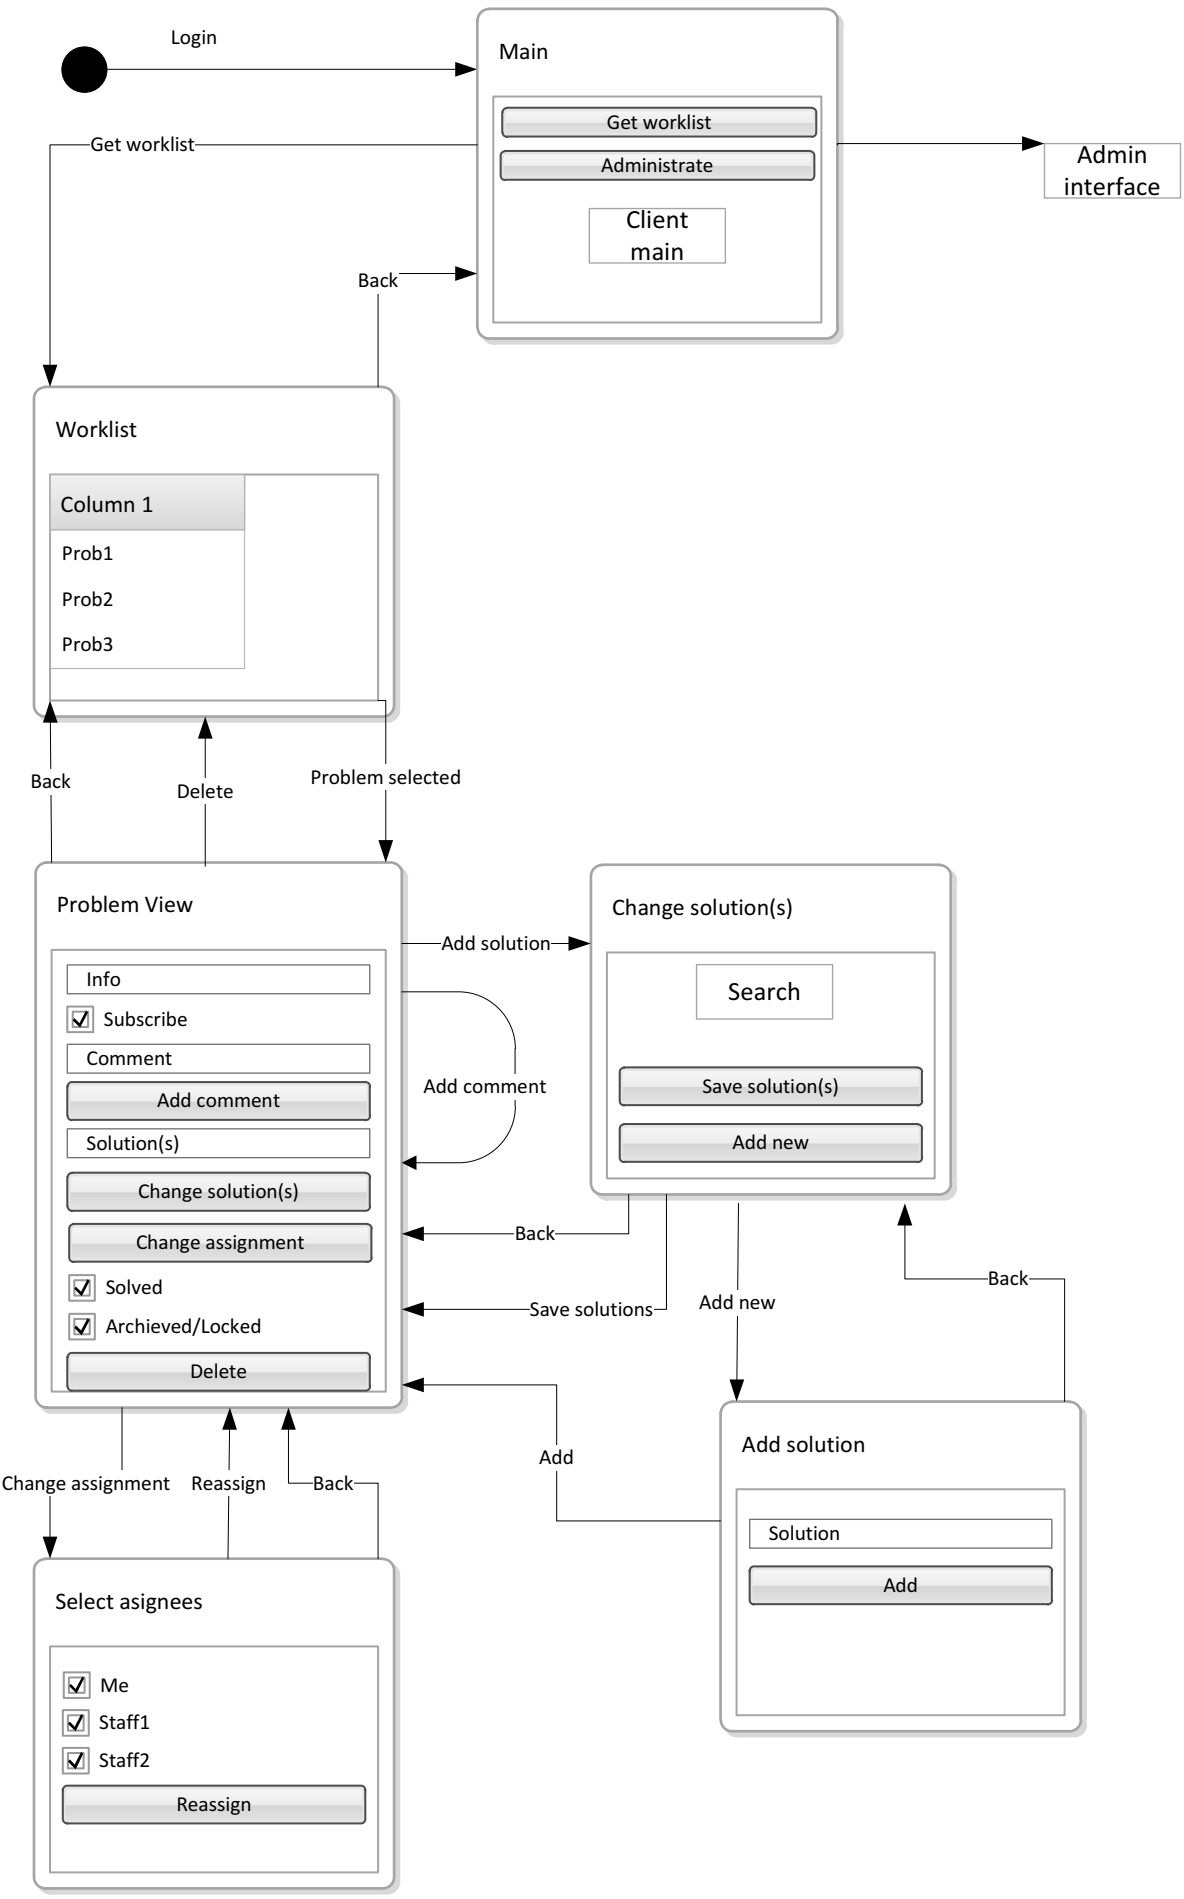 Login
Main
Get worklist
Get worklist
Administrate
Admin
interface
Client
main
Back
Worklist
Column 1
Prob1
Prob2
Prob3
Back
Delete
Problem selected
Problem View
Info
Subscribe
Comment
Add comment
Solution(s)
Change solution(s)
Change assignment
Solved
Archieved/Locked
Delete
Add solution
Add comment
Change solution(s)
Search
Save solution(s)
Add new
Back
Save solutions
Add new
Back
Add
Add solution
Solution
Add
Change assignment
Reassign
Back
Select asignees
Me
Staff1
Staff2
Reassign